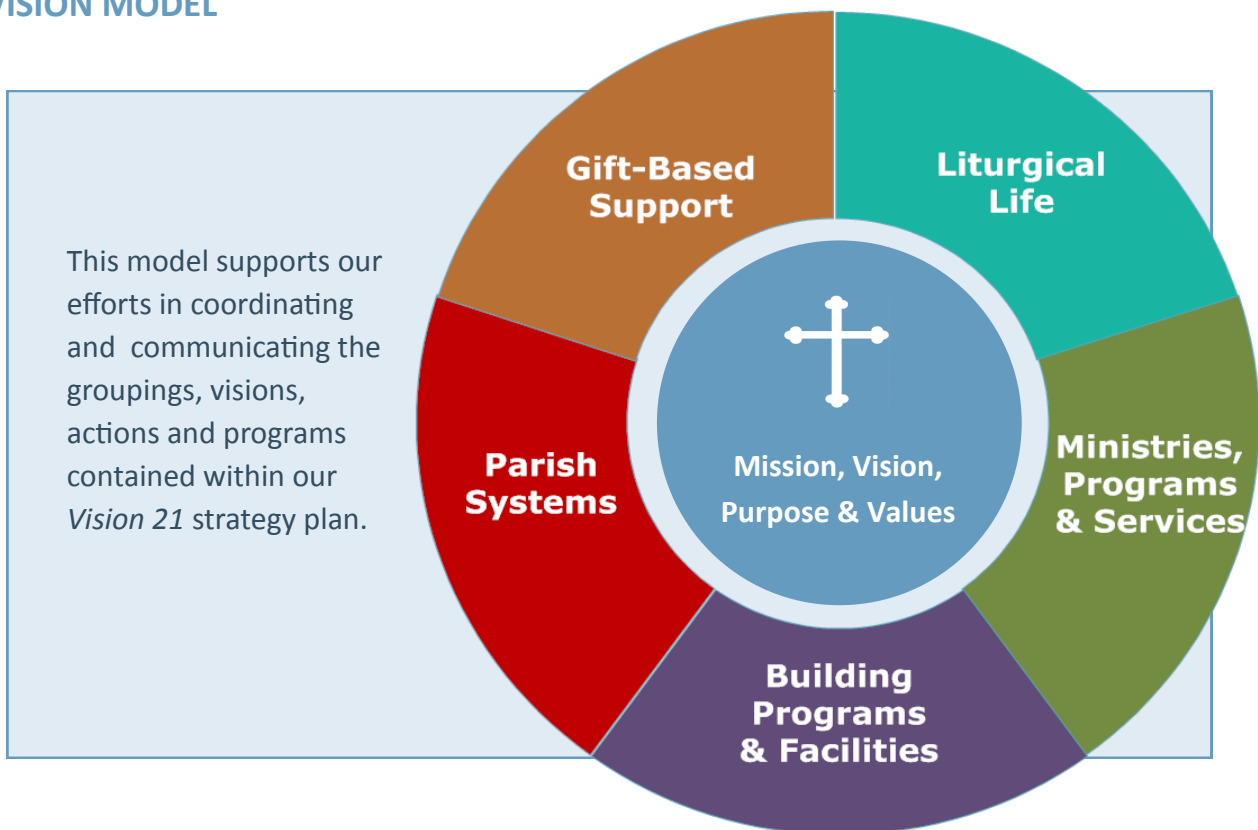 VISION MODEL
This model supports our
efforts in coordinating
and communicating the
groupings, visions,
actions and programs
contained within our
Vision 21 strategy plan.
Gift-Based
Support
Liturgical
Life
Ministries,
Programs
& Services
Building
Programs
& Facilities
Parish
Systems
Mission, Vision,
Purpose & Values